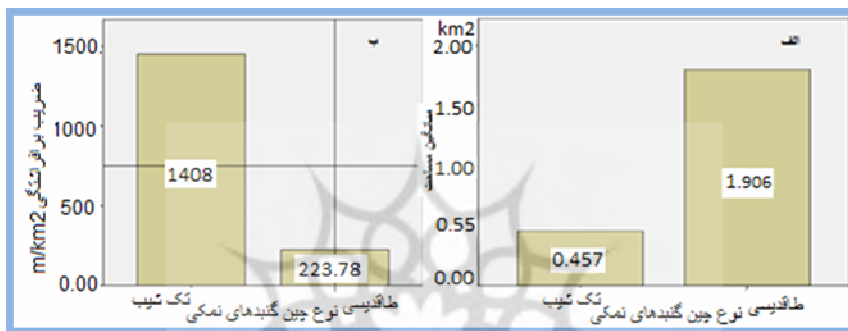 ب
1500
1000
500
0.00
ضریب برافراشتگی m/km2
1408
223.78
تک شیب
طاقدیسی
نوع چین گنبدهای نمکی
الف
km2
2.00
1.50
1.00
0.55
0.00
میانگین مساحت
0.457
1.906
تک شیب
طاقدیسی
نوع چین گنبدهای نمکی